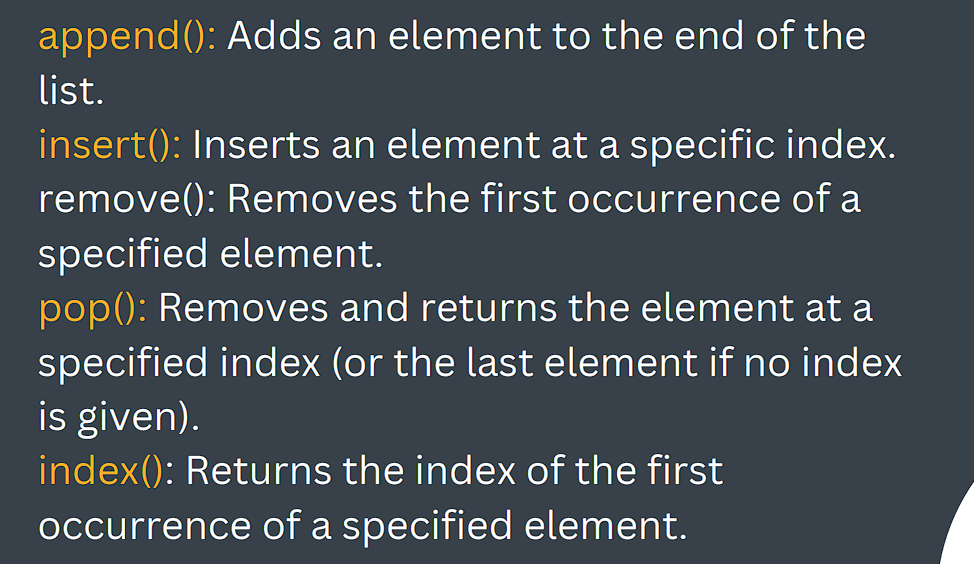 append(): Adds an element to the end of the
list.
insert(): Inserts an element at a specific index.
remove(): Removes the first occurrence of a
specified element.
pop(): Removes and returns the element at a
specified index (or the last element if no index
is given).
index(): Returns the index of the first
occurrence of a specified element.